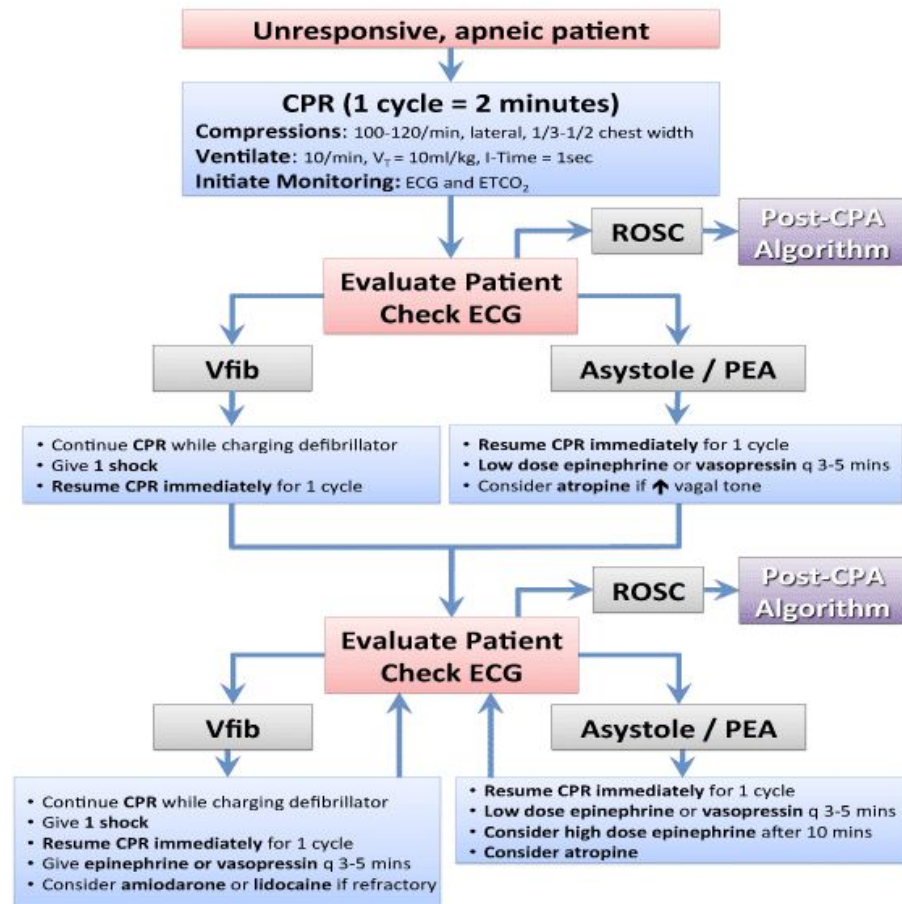 Unresponsive, apneic patient
CPR (1 cycle = 2 minutes)
Compressions: 100-120/min, lateral, 1/3-1/2 chest width
Ventilate: 10/min, VT = 10ml/kg, I-Time = 1sec
Initiate Monitoring: ECG and ETCO2
ROSC
Post-CPA
Algorithm
Evaluate Patient
Check ECG
Vfib
Asystole / PEA
• Continue CPR while charging defibrillator
• Give 1 shock
• Resume CPR immediately for 1 cycle
• Resume CPR immediately for 1 cycle
• Low dose epinephrine or vasopressin q 3-5 mins
• Consider atropine if ↑ vagal tone
ROSC
Post-CPA
Algorithm
Evaluate Patient
Check ECG
Vfib
Asystole / PEA
• Continue CPR while charging defibrillator
• Give 1 shock
• Resume CPR immediately for 1 cycle
• Give epinephrine or vasopressin q 3-5 mins
• Consider amiodarone or lidocaine if refractory
• Resume CPR immediately for 1 cycle
• Low dose epinephrine or vasopressin q 3-5 mins
• Consider high dose epinephrine after 10 mins
• Consider atropine